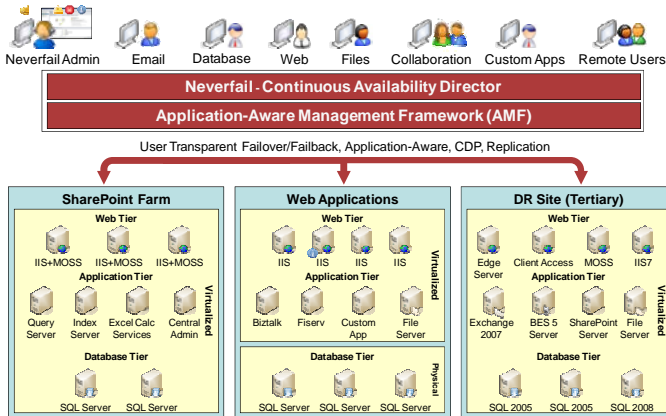 Neverfail Admin Email Database Web Files Collaboration Custom Apps Remote Users
Neverfail - Continuous Availability Director
Application-Aware Management Framework (AMF)
User Transparent Failover/Failback, Application-Aware, CDP, Replication
SharePoint Farm
Web Tier
IIS+MOSS IIS+MOSS IIS+MOSS
Application Tier
Query Server
Index Server
Excel Calc Services
Central Admin
Virtualized
Database Tier
SQL Server SQL Server
Web Applications
Web Tier
IIS IIS IIS IIS
Application Tier
Biztalk Fiserv
Custom App
File Server
Virtualized
Database Tier
SQL Server SQL Server SQL Server
Physical
DR Site (Tertiary)
Web Tier
Edge Server
Client Access MOSS IIS7
Application Tier
Exchange 2007
BES 5 Server
SharePoint Server
File Server
Virtualized
Database Tier
SQL 2005 SQL 2005 SQL 2008